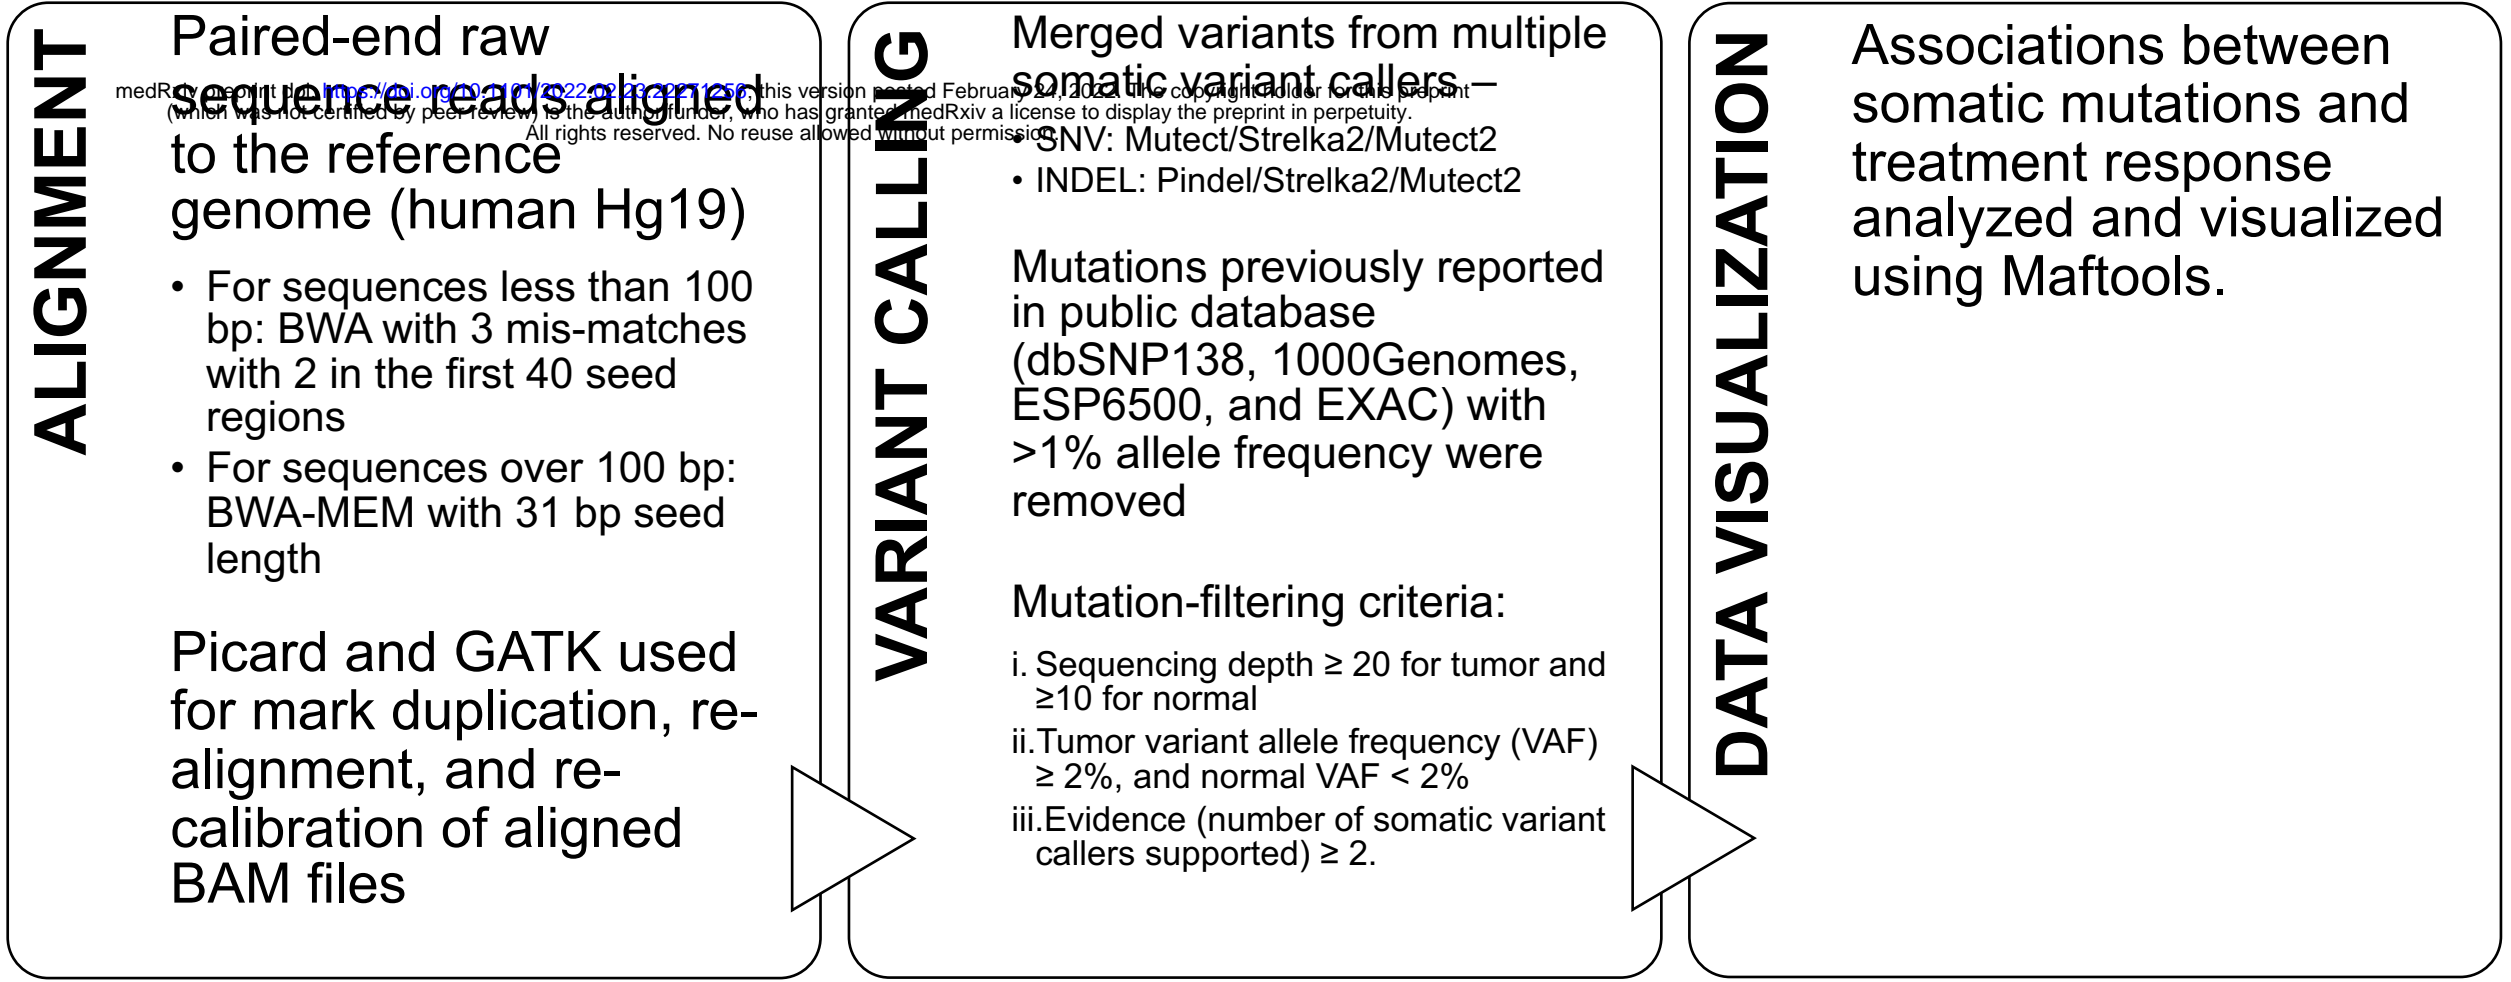 ALIGNMENT
Paired-end raw
sequence reads aligned
to the reference
genome (human Hg19)
• For sequences less than 100
bp: BWA with 3 mis-matches
with 2 in the first 40 seed
regions
• For sequences over 100 bp:
BWA-MEM with 31 bp seed
length
Picard and GATK used
for mark duplication, re-
alignment, and re-
calibration of aligned
BAM files
VARIANT CALLING
Merged variants from multiple
somatic variant callers –
• SNV: Mutect/Strelka2/Mutect2
• INDEL: Pindel/Strelka2/Mutect2
Mutations previously reported
in public database
(dbSNP138, 1000Genomes,
ESP6500, and EXAC) with
>1% allele frequency were
removed
Mutation-filtering criteria:
i. Sequencing depth ≥ 20 for tumor and
≥10 for normal
ii.Tumor variant allele frequency (VAF)
≥ 2%, and normal VAF < 2%
iii.Evidence (number of somatic variant
callers supported) ≥ 2.
DATA VISUALIZATION
Associations between
somatic mutations and
treatment response
analyzed and visualized
using Maftools.
medRxiv preprint doi: https://doi.org/10.1101/2022.02.23.22271256; this version posted February 24, 2022. The copyright holder for this preprint
(which was not certified by peer review) is the author/funder, who has granted medRxiv a license to display the preprint in perpetuity.
All rights reserved. No reuse allowed without permission.